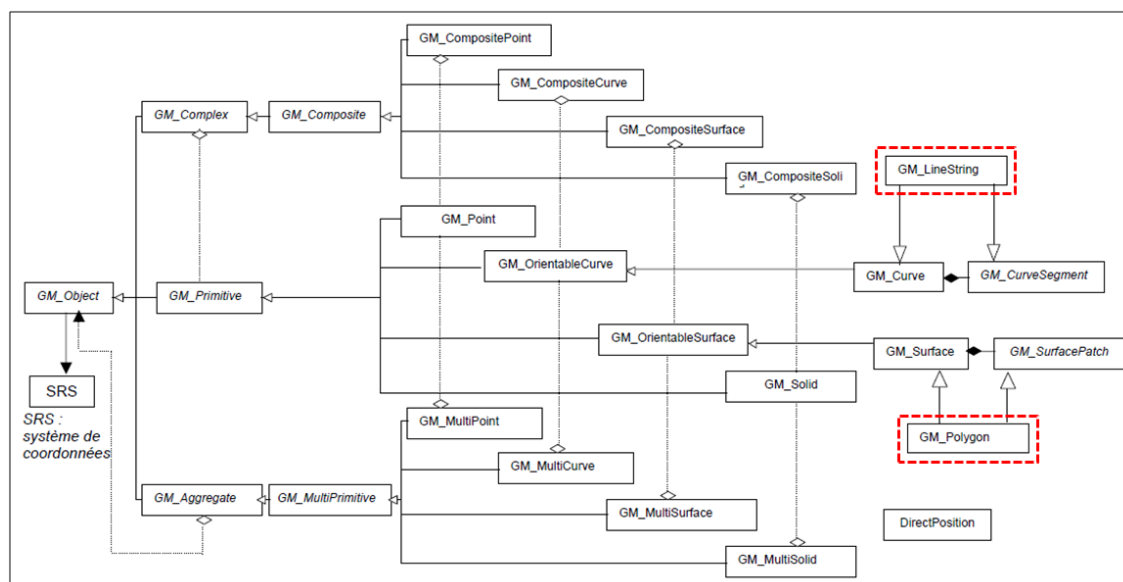 GM_CompositePoint
GM_CompositeCurve
GM_Complex
GM_Composite
GM_CompositeSurface
GM_LineString
GM_CompositeSoli
GM_Point
GM_OrientableCurve
GM_Curve
GM_CurveSegment
GM_Object
GM_Primitive
GM_OrientableSurface
GM_Surface
GM_SurfacePatch
SRS
GM_Solid
SRS :
système de
coordonnées
GM_MultiPoint
GM_Polygon
GM_MultiCurve
GM_Aggregate
GM_MultiPrimitive
GM_MultiSurface
DirectPosition
GM_MultiSolid